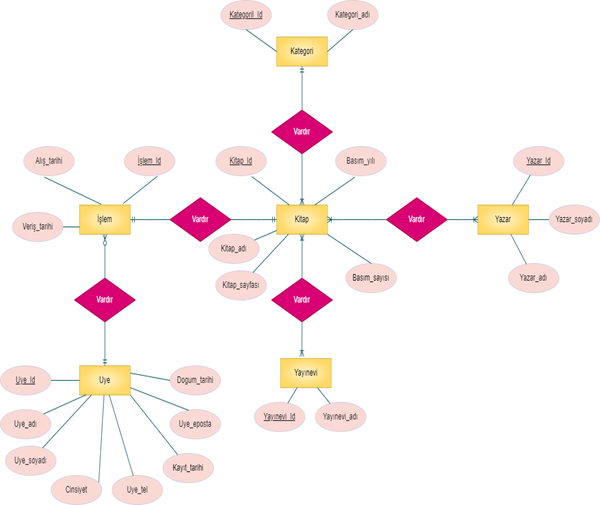 Kategoril_Id
Kategori_adı
Kategori
Vardır
Alış_tarihi
İşlem_Id
Kitap_Id
Basım_yılı
Yazar_Id
Veriş_tarihi
İşlem
Vardır
Kitap
Vardır
Yazar
Yazar_soyadı
Kitap_adı
Kitap_sayfası
Basım_sayısı
Yazar_adı
Vardır
Vardır
Uye_Id
Uye
Dogum_tarihi
Yayınevi
Uye_adı
Uye_eposta
Yayınevi_Id
Yayınevi_adı
Uye_soyadı
Kayıt_tarihi
Cinsiyet
Uye_tel